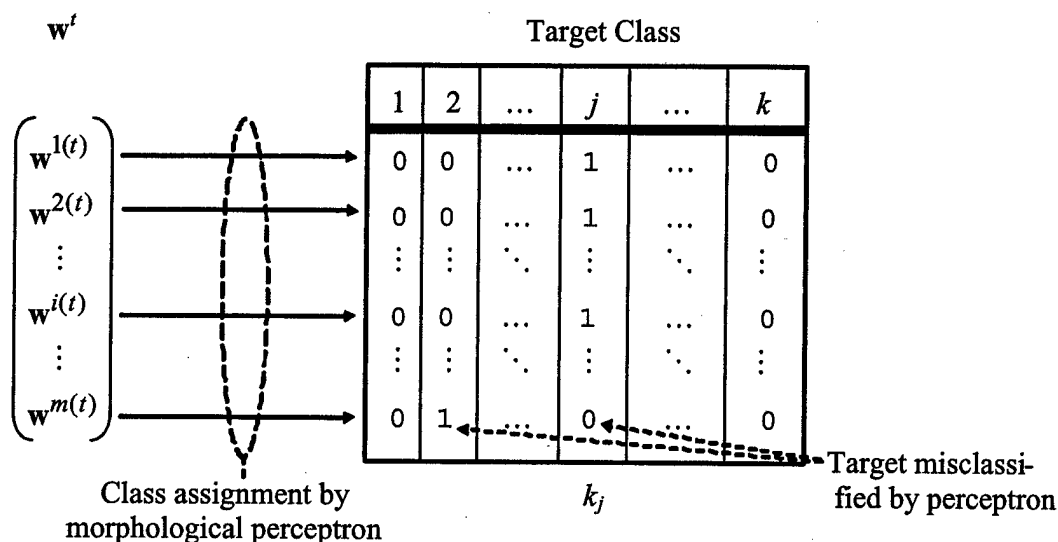 w^t
Target Class
1 2 ... j ... k
w^1(t) 0 0 ... 1 ... 0
w^2(t) 0 0 ... 1 ... 0
⋮ ⋮ ⋮ ⋱ ⋮ ⋱ ⋮
w^i(t) 0 0 ... 1 ... 0
⋮ ⋮ ⋮ ⋱ ⋮ ⋱ ⋮
w^m(t) 0 1 ... 0 ... 0
Class assignment by
morphological perceptron
k_j
Target misclassi-
fied by perceptron